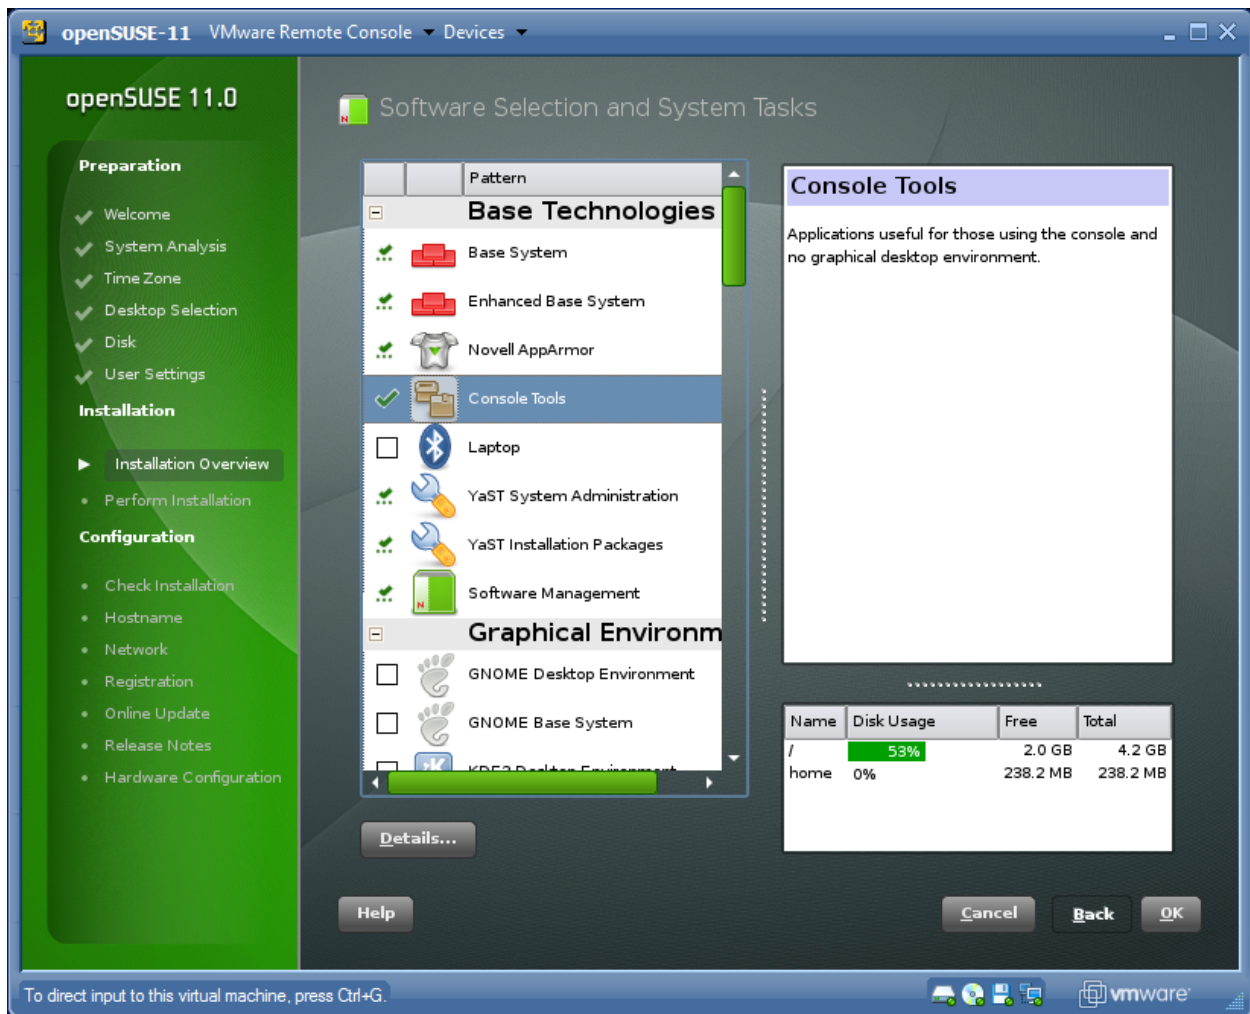 openSUSE-11 VMware Remote Console Devices
openSUSE 11.0
Preparation
Welcome
System Analysis
Time Zone
Desktop Selection
Disk
User Settings
Installation
Installation Overview
Perform Installation
Configuration
Check Installation
Hostname
Network
Registration
Online Update
Release Notes
Hardware Configuration
Software Selection and System Tasks
Pattern
Base Technologies
Base System
Enhanced Base System
Novell AppArmor
Console Tools
Laptop
YaST System Administration
YaST Installation Packages
Software Management
Graphical Environm
GNOME Desktop Environment
GNOME Base System
KDE3 Desktop Environment
Details...
Console Tools
Applications useful for those using the console and
no graphical desktop environment.
Name Disk Usage Free Total
/ 53% 2.0 GB 4.2 GB
home 0% 238.2 MB 238.2 MB
Help
Cancel Back OK
To direct input to this virtual machine, press Ctrl+G.
vmware